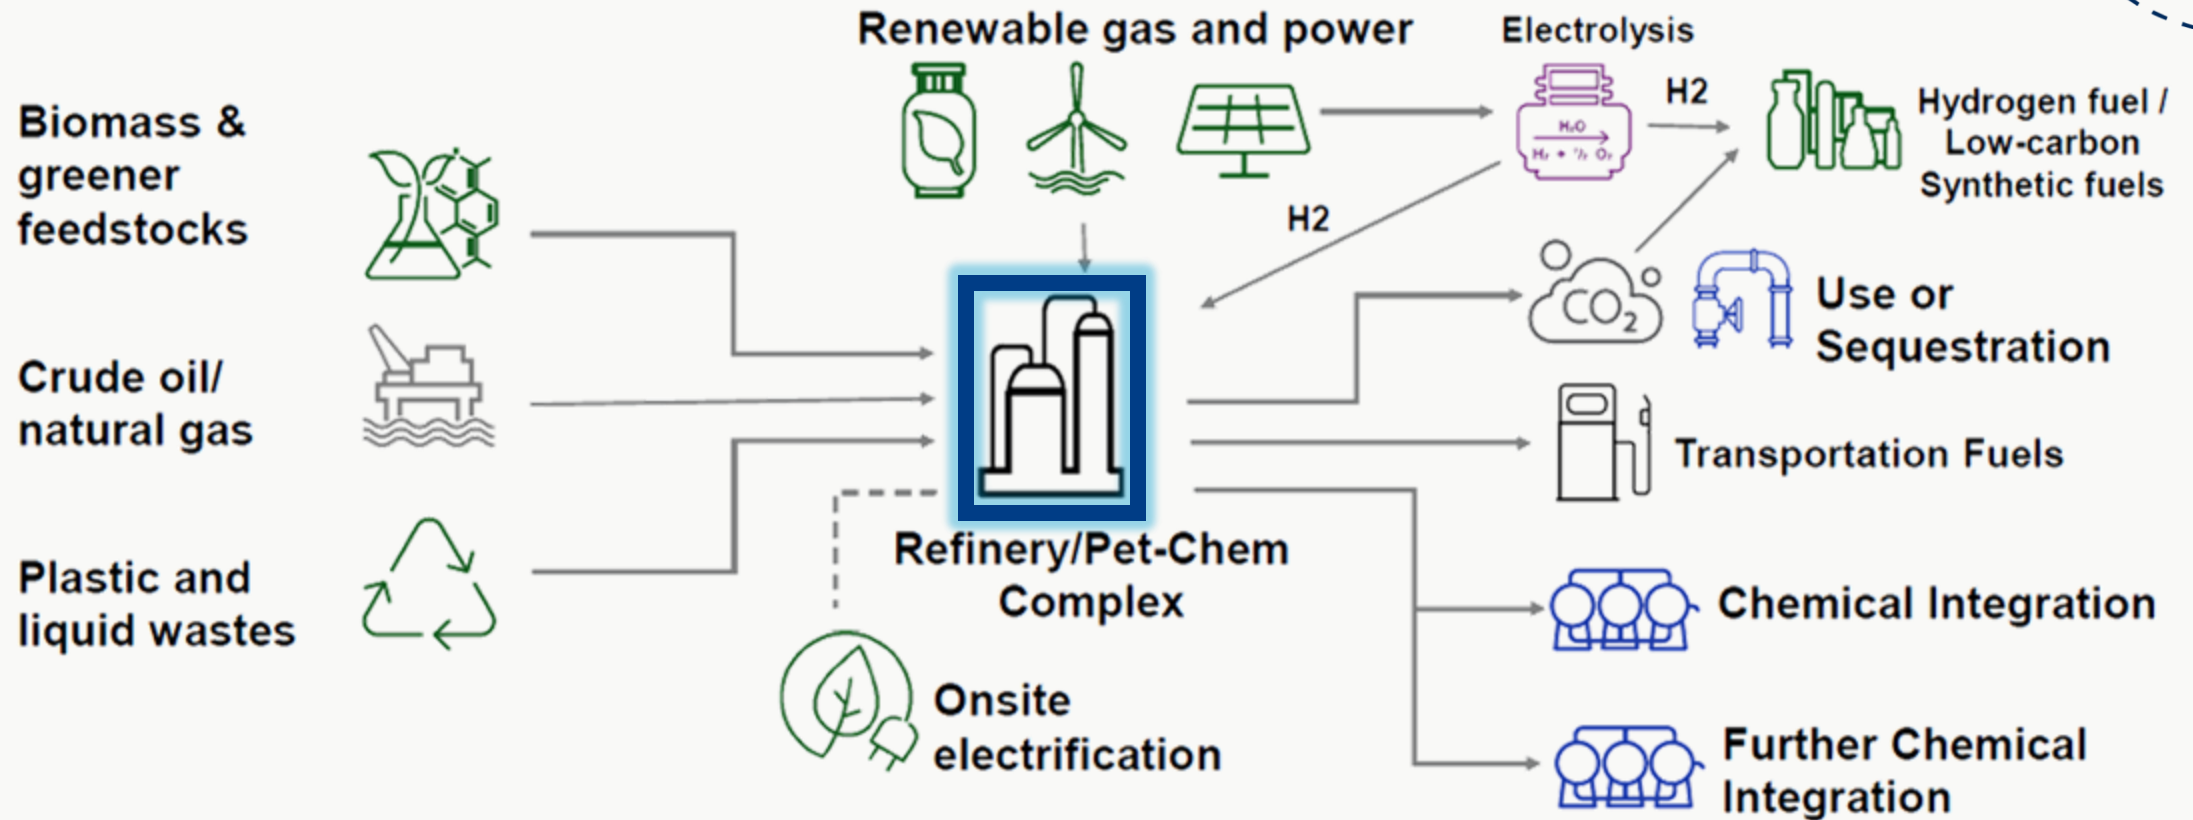 Renewable gas and power
Electrolysis
H2
Hydrogen fuel /
Low-carbon
Synthetic fuels
Biomass &
greener
feedstocks
H₂O
H2
CO2
Use or
Sequestration
Crude oil/
natural gas
Transportation Fuels
Refinery/Pet-Chem
Complex
Plastic and
liquid wastes
Chemical Integration
Onsite
electrification
Further Chemical
Integration